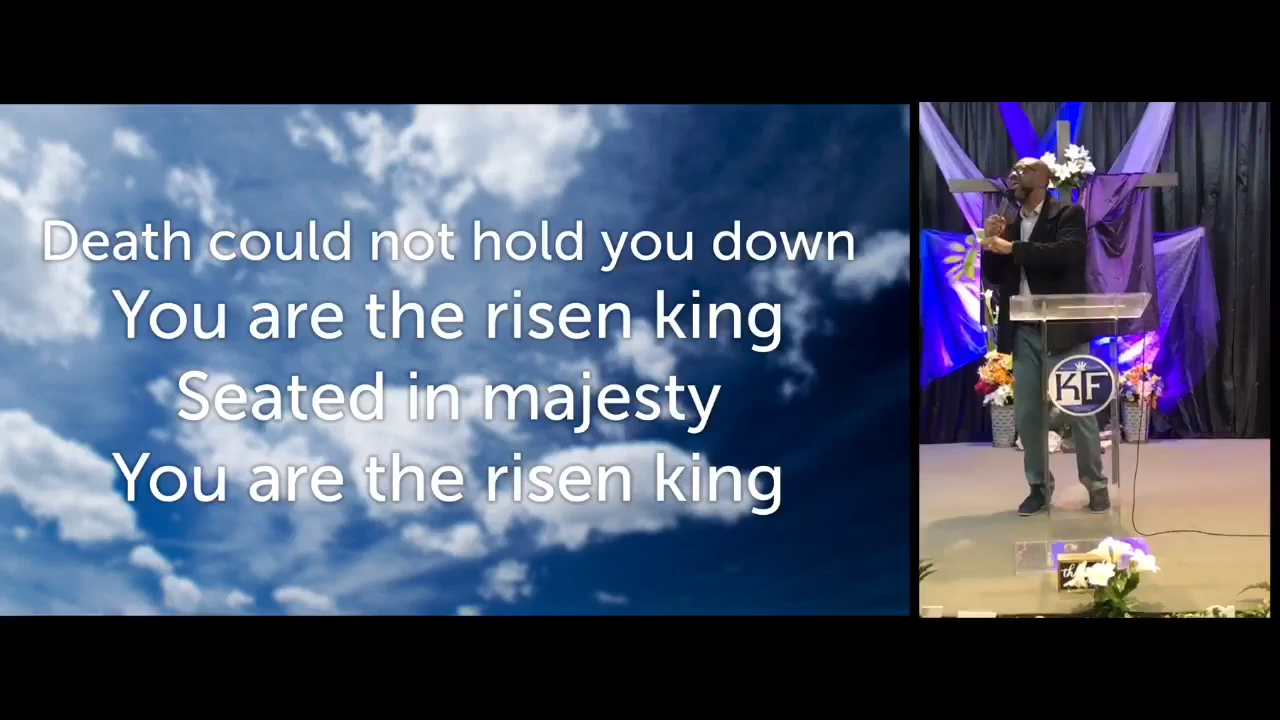 Death could not hold you down
You are the risen king
Seated in majesty
You are the risen king
KF